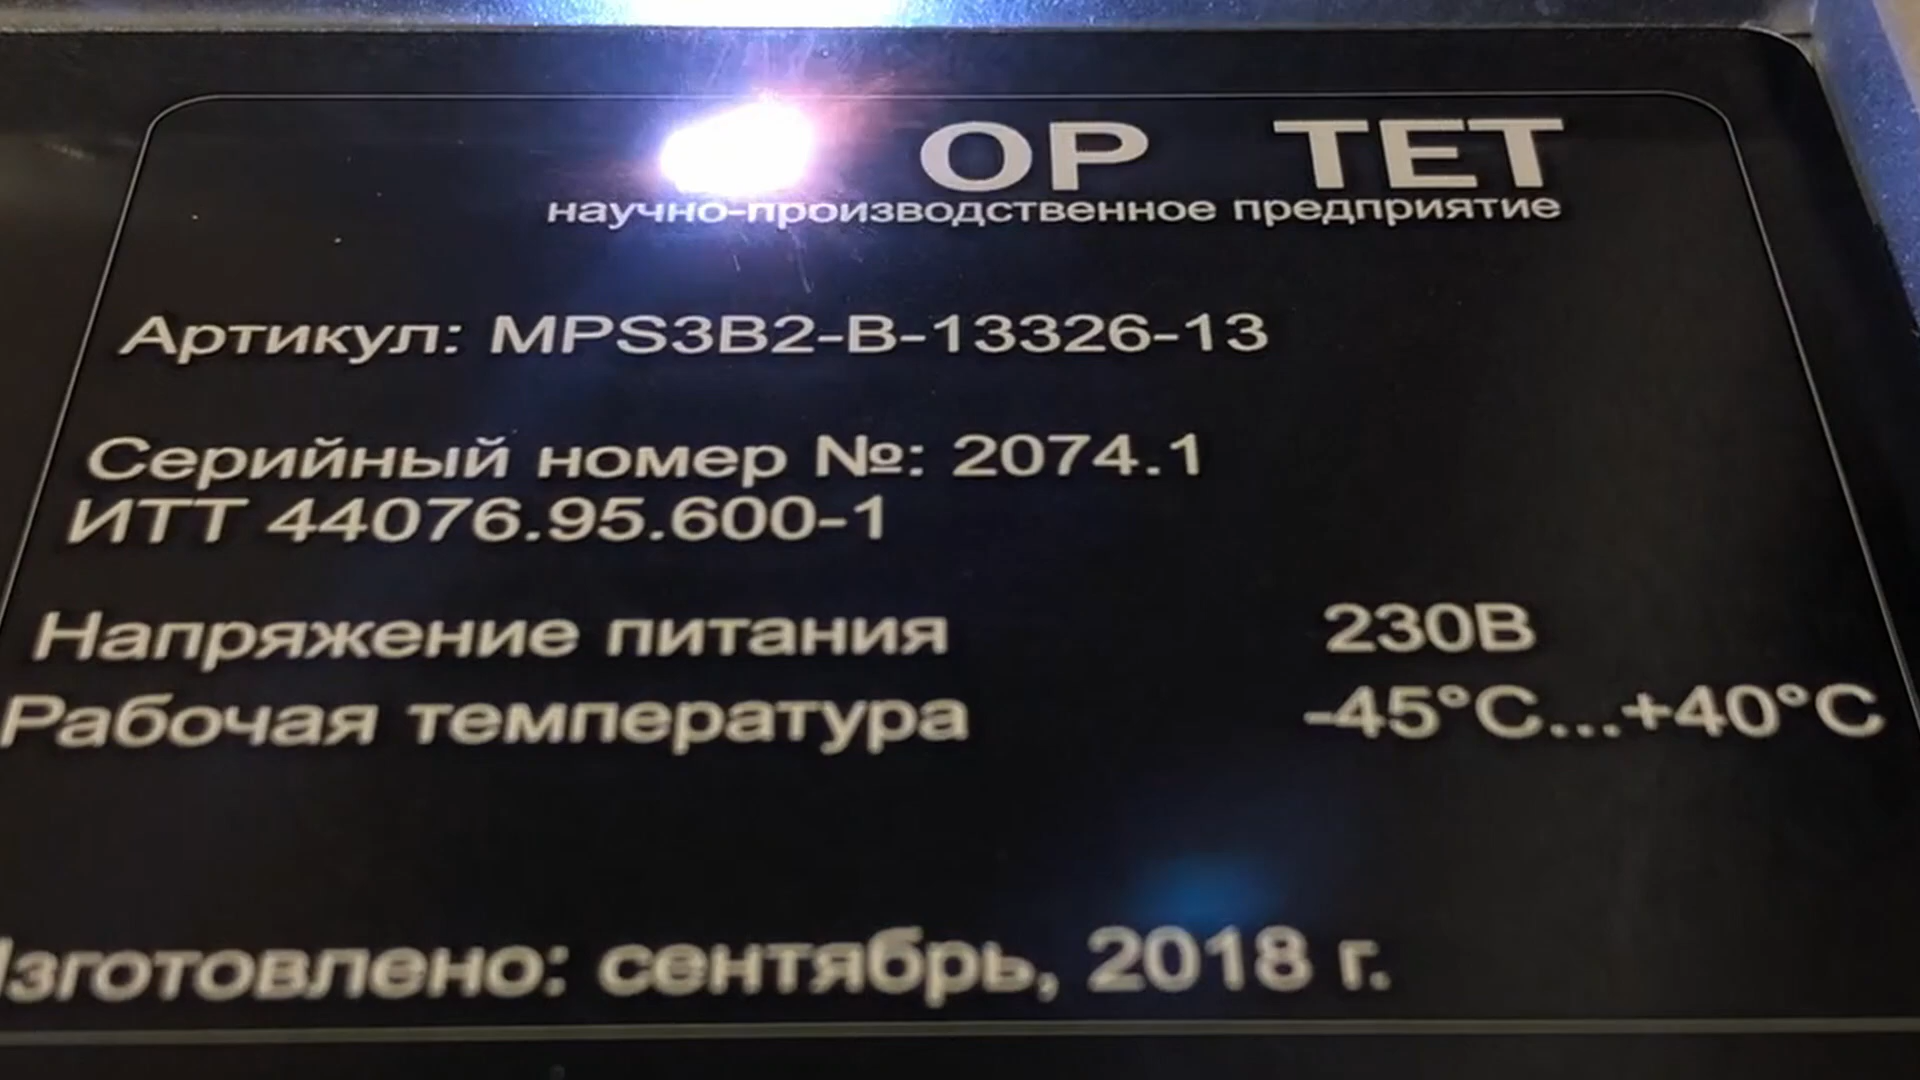 ОР ТЕТ
научно-производственное предприятие
Артикул: MPS3B2-B-13326-13
Серийный номер №: 2074.1
ИТТ 44076.95.600-1
Напряжение питания 230В
Рабочая температура -45°С...+40°С
Изготовлено: сентябрь, 2018 г.